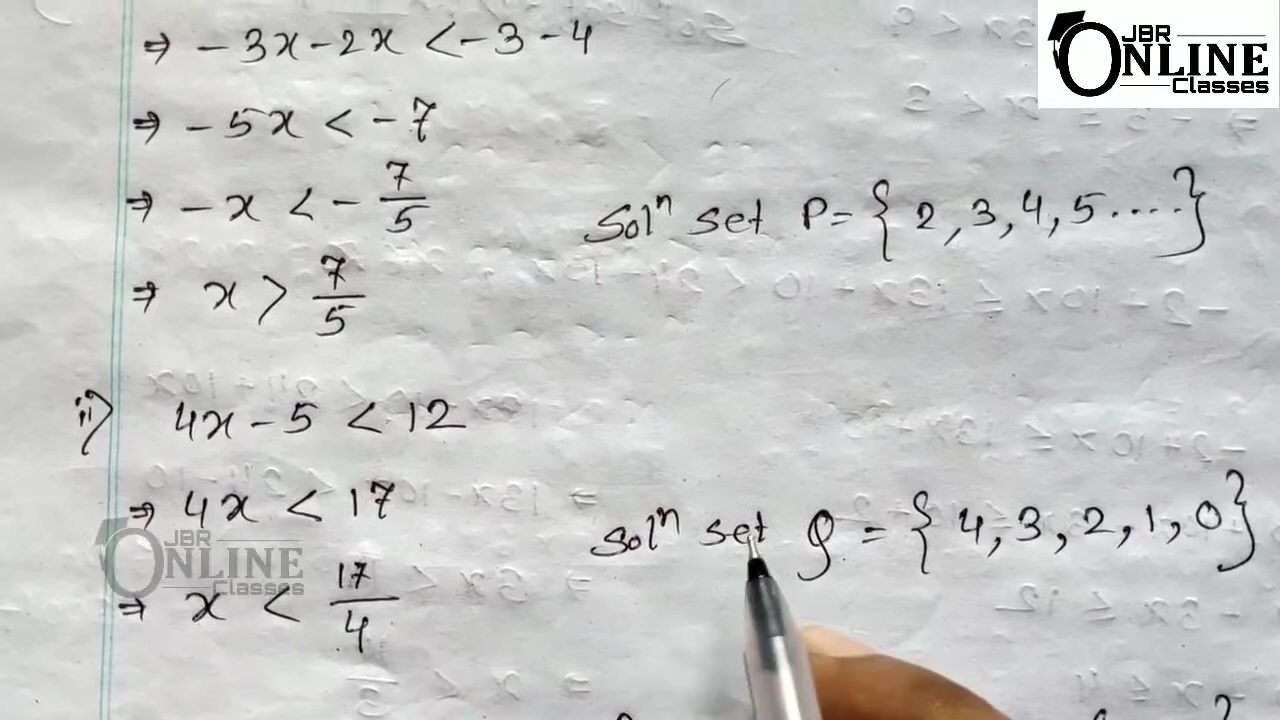 JBR
ONLINE
Classes
⇒ -3x-2x < -3-4
⇒ -5x < -7
⇒ -x < -7/5
Solⁿ set P = {2,3,4,5....}
⇒ x > 7/5
ii) 4x-5 < 12
⇒ 4x < 17
Solⁿ set Q = {4,3,2,1,0}
JBR
ONLINE
Classes
⇒ x < 17/4